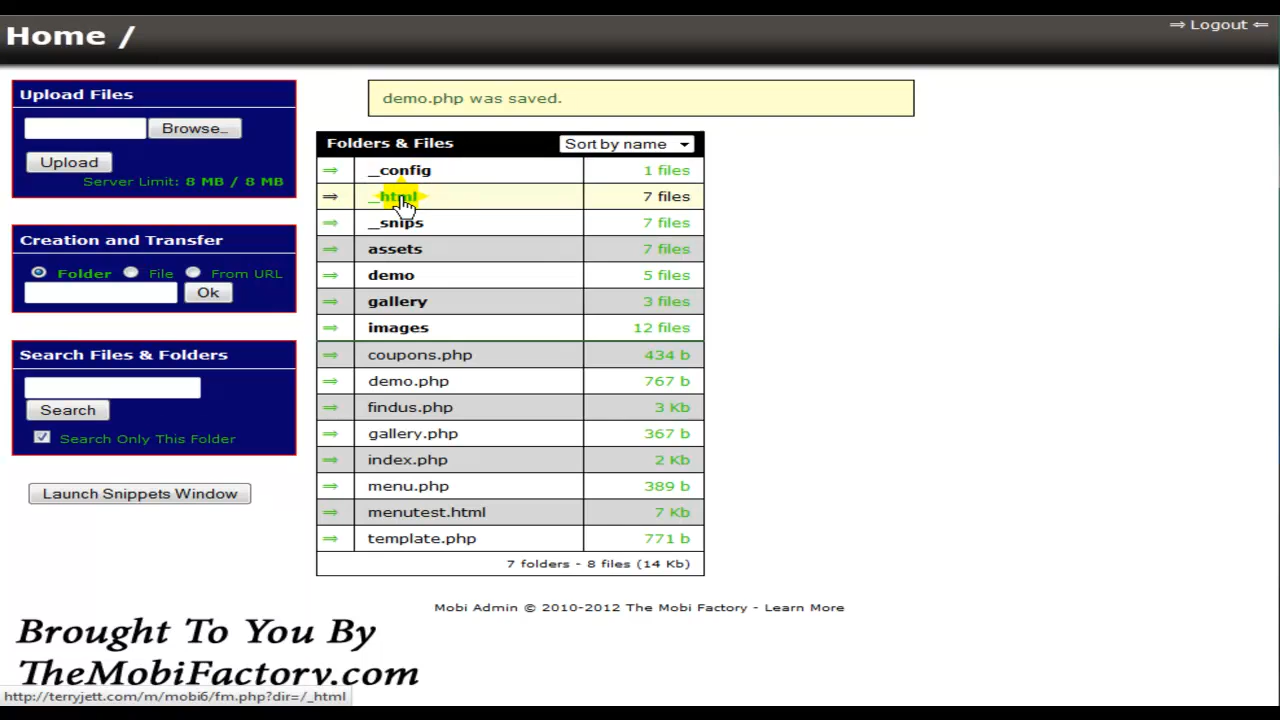 Home /
⇒ Logout ⇐
Upload Files
Browse...
Upload
Server Limit: 8 MB / 8 MB
Creation and Transfer
Folder File From URL
Ok
Search Files & Folders
Search
Search Only This Folder
Launch Snippets Window
demo.php was saved.
Folders & Files Sort by name
⇒ _config 1 files
⇒ _html 7 files
⇒ _snips 7 files
⇒ assets 7 files
⇒ demo 5 files
⇒ gallery 3 files
⇒ images 12 files
⇒ coupons.php 434 b
⇒ demo.php 767 b
⇒ findus.php 3 Kb
⇒ gallery.php 367 b
⇒ index.php 2 Kb
⇒ menu.php 389 b
⇒ menutest.html 7 Kb
⇒ template.php 771 b
7 folders - 8 files (14 Kb)
Mobi Admin © 2010-2012 The Mobi Factory - Learn More
Brought To You By
TheMobiFactory.com
http://terryjett.com/m/mobi6/fm.php?dir=/_html